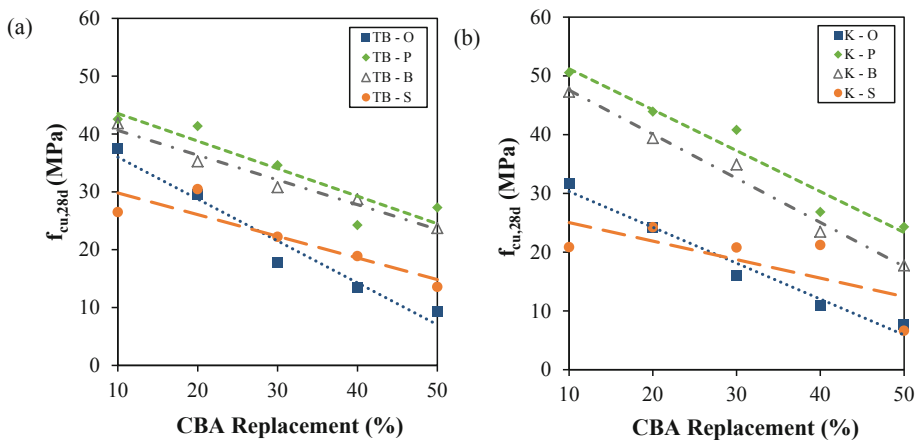 (a)
60
50
40
30
20
10
0
f_cu,28d (MPa)
TB - O
TB - P
TB - B
TB - S
10 20 30 40 50
CBA Replacement (%)
(b)
60
50
40
30
20
10
0
f_cu,28d (MPa)
K - O
K - P
K - B
K - S
10 20 30 40 50
CBA Replacement (%)